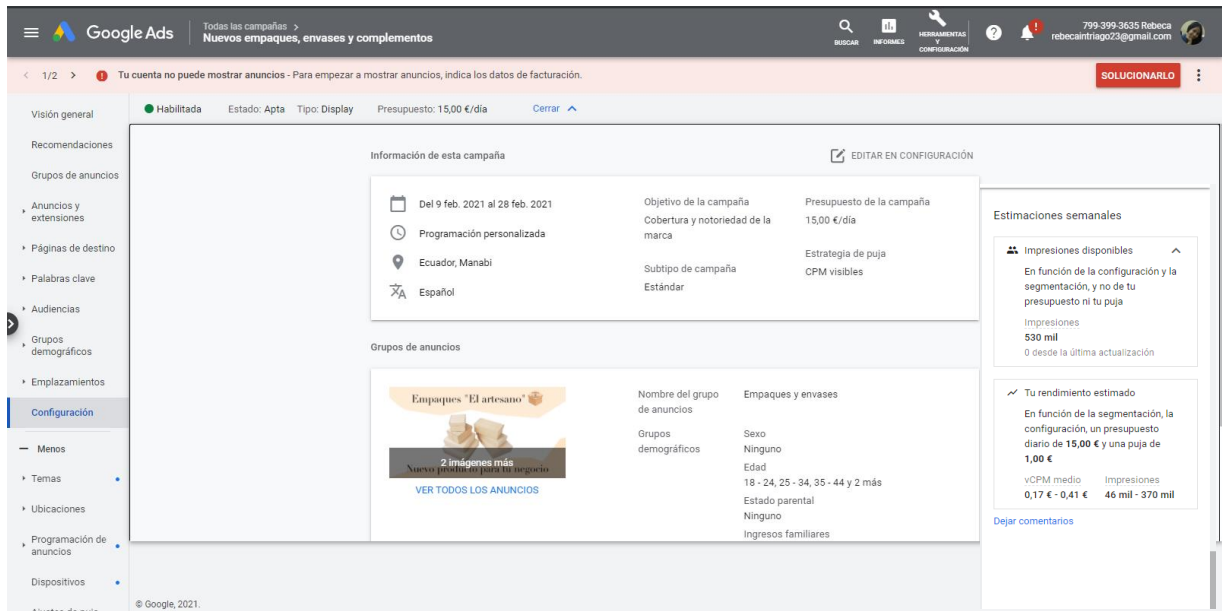 Google Ads
Todas las campañas >
Nuevos empaques, envases y complementos
BUSCAR
INFORMES
HERRAMIENTAS
Y
CONFIGURACIÓN
799-399-3635 Rebeca
rebecaintriago23@gmail.com
1/2
Tu cuenta no puede mostrar anuncios - Para empezar a mostrar anuncios, indica los datos de facturación.
SOLUCIONARLO
Habilitada Estado: Apta Tipo: Display Presupuesto: 15,00 €/día Cerrar
Visión general
Recomendaciones
Grupos de anuncios
Anuncios y
extensiones
Páginas de destino
Palabras clave
Audiencias
Grupos
demográficos
Emplazamientos
Configuración
Menos
Temas
Ubicaciones
Programación de
anuncios
Dispositivos
Información de esta campaña
EDITAR EN CONFIGURACIÓN
Del 9 feb. 2021 al 28 feb. 2021
Programación personalizada
Ecuador, Manabi
Español
Objetivo de la campaña
Cobertura y notoriedad de la
marca
Subtipo de campaña
Estándar
Presupuesto de la campaña
15,00 €/día
Estrategia de puja
CPM visibles
Grupos de anuncios
Empaques "El artesano"
2 imágenes más
Nuevo producto para tu negocio
VER TODOS LOS ANUNCIOS
Nombre del grupo
de anuncios
Empaques y envases
Grupos
demográficos
Sexo
Ninguno
Edad
18 - 24, 25 - 34, 35 - 44 y 2 más
Estado parental
Ninguno
Ingresos familiares
Estimaciones semanales
Impresiones disponibles
En función de la configuración y la
segmentación, y no de tu
presupuesto ni tu puja
Impresiones
530 mil
0 desde la última actualización
Tu rendimiento estimado
En función de la segmentación, la
configuración, un presupuesto
diario de 15,00 € y una puja de
1,00 €
vCPM medio Impresiones
0,17 € - 0,41 € 46 mil - 370 mil
Dejar comentarios
© Google, 2021.